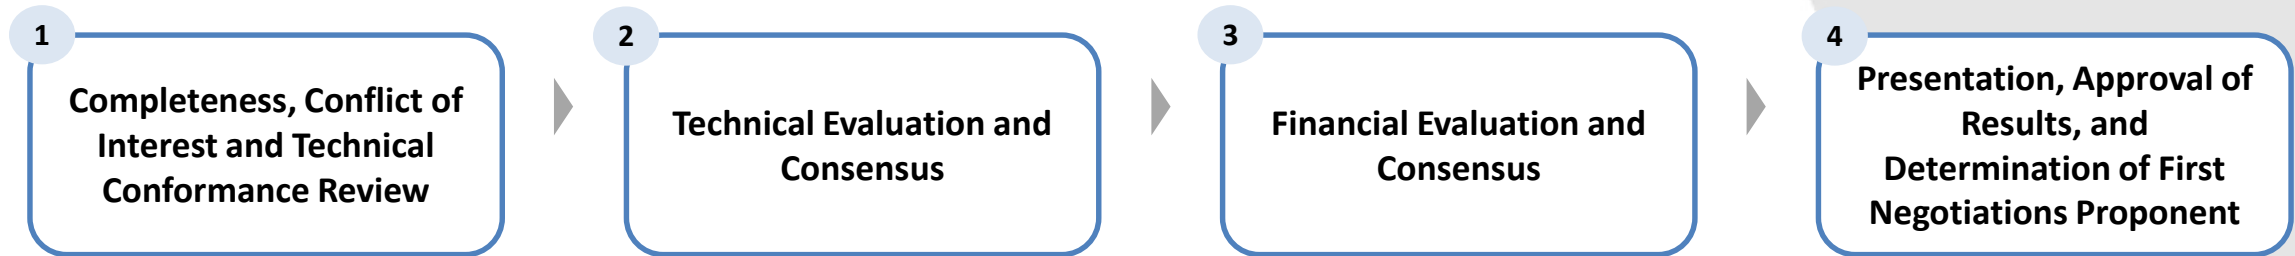 1
Completeness, Conflict of
Interest and Technical
Conformance Review
2
Technical Evaluation and
Consensus
3
Financial Evaluation and
Consensus
4
Presentation, Approval of
Results, and
Determination of First
Negotiations Proponent